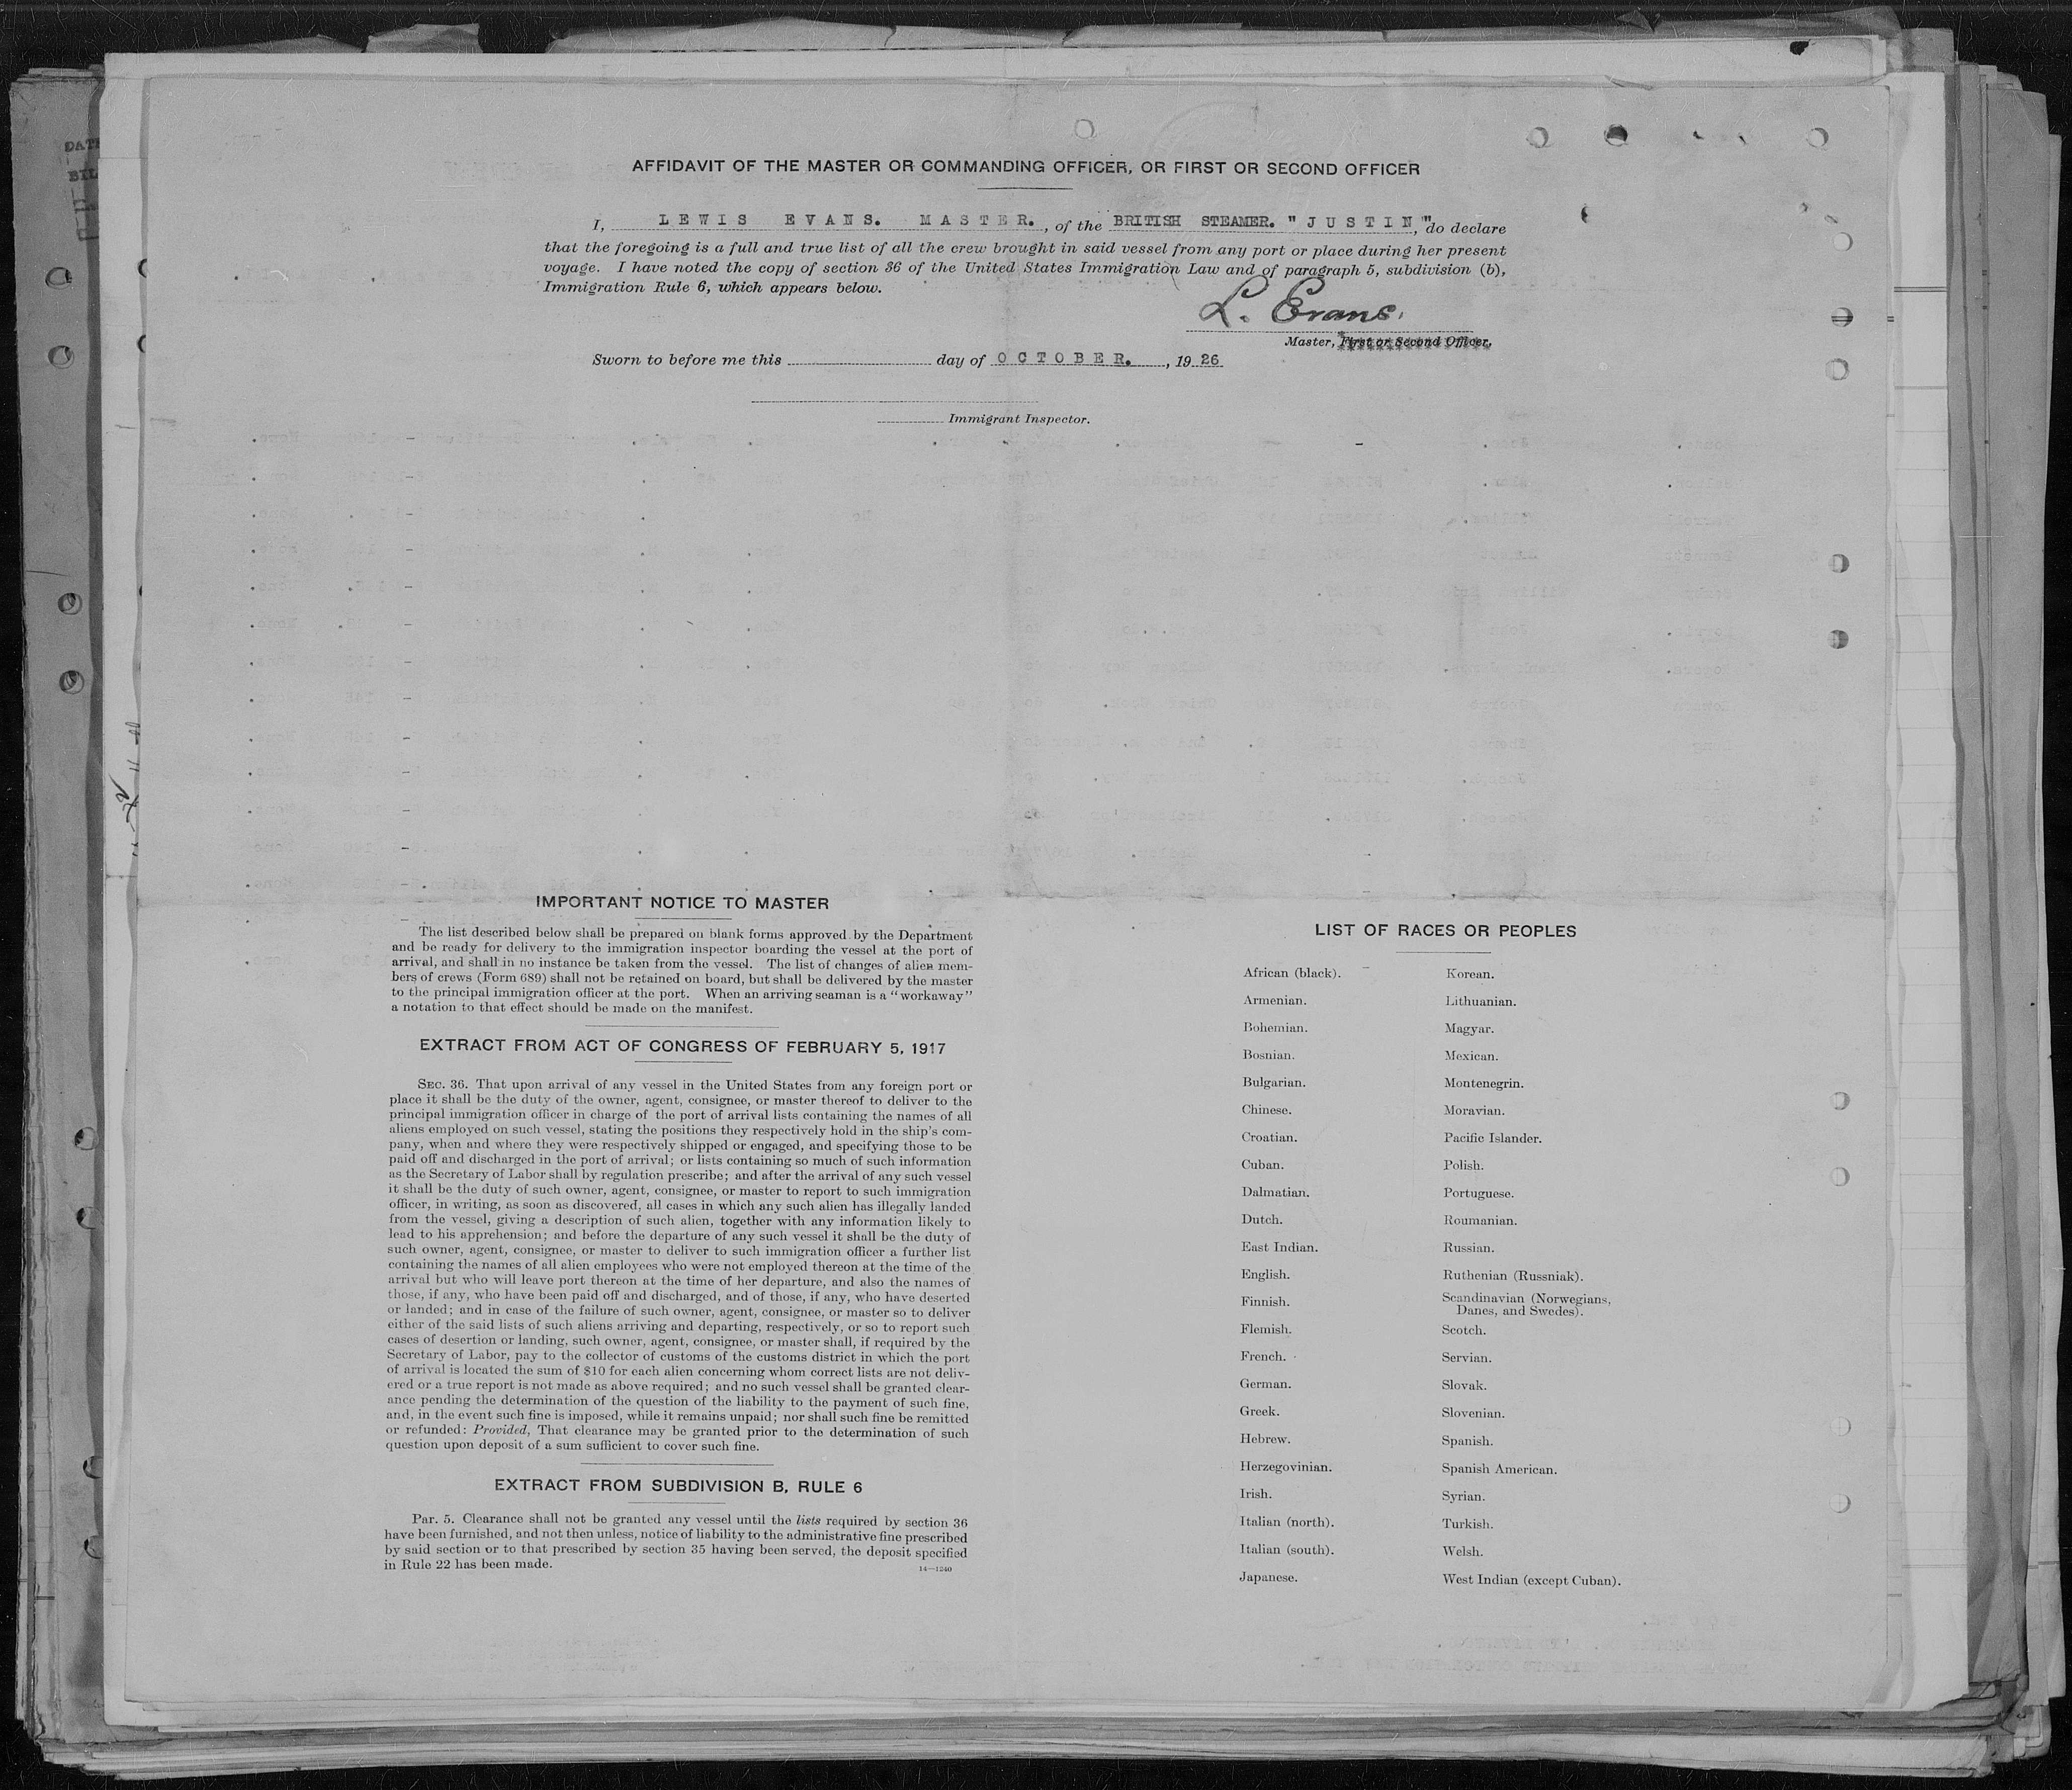 AFFIDAVIT OF THE MASTER OR COMMANDING OFFICER, OR FIRST OR SECOND OFFICER
I, LEWIS EVANS. MASTER., of the BRITISH STEAMER. "JUSTIN", do declare
that the foregoing is a full and true list of all the crew brought in said vessel from any port or place during her present
voyage. I have noted the copy of section 36 of the United States Immigration Law and of paragraph 5, subdivision (b),
Immigration Rule 6, which appears below.
L. Evans.
Master, First or Second Officer.
Sworn to before me this day of OCTOBER., 1926
Immigrant Inspector.
IMPORTANT NOTICE TO MASTER
The list described below shall be prepared on blank forms approved by the Department
and be ready for delivery to the immigration inspector boarding the vessel at the port of
arrival, and shall in no instance be taken from the vessel. The list of changes of alien mem-
bers of crews (Form 689) shall not be retained on board, but shall be delivered by the master
to the principal immigration officer at the port. When an arriving seaman is a "workaway"
a notation to that effect should be made on the manifest.
EXTRACT FROM ACT OF CONGRESS OF FEBRUARY 5, 1917
SEC. 36. That upon arrival of any vessel in the United States from any foreign port or
place it shall be the duty of the owner, agent, consignee, or master thereof to deliver to the
principal immigration officer in charge of the port of arrival lists containing the names of all
aliens employed on such vessel, stating the positions they respectively hold in the ship's com-
pany, when and where they were respectively shipped or engaged, and specifying those to be
paid off and discharged in the port of arrival; or lists containing so much of such information
as the Secretary of Labor shall by regulation prescribe; and after the arrival of any such vessel
it shall be the duty of such owner, agent, consignee, or master to report to such immigration
officer, in writing, as soon as discovered, all cases in which any such alien has illegally landed
from the vessel, giving a description of such alien, together with any information likely to
lead to his apprehension; and before the departure of any such vessel it shall be the duty of
such owner, agent, consignee, or master to deliver to such immigration officer a further list
containing the names of all alien employees who were not employed thereon at the time of the
arrival but who will leave port thereon at the time of her departure, and also the names of
those, if any, who have been paid off and discharged, and of those, if any, who have deserted
or landed; and in case of the failure of such owner, agent, consignee, or master so to deliver
either of the said lists of such aliens arriving and departing, respectively, or so to report such
cases of desertion or landing, such owner, agent, consignee, or master shall, if required by the
Secretary of Labor, pay to the collector of customs of the customs district in which the port
of arrival is located the sum of $10 for each alien concerning whom correct lists are not deliv-
ered or a true report is not made as above required; and no such vessel shall be granted clear-
ance pending the determination of the question of the liability to the payment of such fine,
and, in the event such fine is imposed, while it remains unpaid; nor shall such fine be remitted
or refunded: Provided, That clearance may be granted prior to the determination of such
question upon deposit of a sum sufficient to cover such fine.
EXTRACT FROM SUBDIVISION B, RULE 6
Par. 5. Clearance shall not be granted any vessel until the lists required by section 36
have been furnished, and not then unless, notice of liability to the administrative fine prescribed
by said section or to that prescribed by section 35 having been served, the deposit specified
in Rule 22 has been made.
14—1240
LIST OF RACES OR PEOPLES
African (black). Korean.
Armenian. Lithuanian.
Bohemian. Magyar.
Bosnian. Mexican.
Bulgarian. Montenegrin.
Chinese. Moravian.
Croatian. Pacific Islander.
Cuban. Polish.
Dalmatian. Portuguese.
Dutch. Roumanian.
East Indian. Russian.
English. Ruthenian (Russniak).
Finnish. Scandinavian (Norwegians,
Danes, and Swedes).
Flemish. Scotch.
French. Servian.
German. Slovak.
Greek. Slovenian.
Hebrew. Spanish.
Herzegovinian. Spanish American.
Irish. Syrian.
Italian (north). Turkish.
Italian (south). Welsh.
Japanese. West Indian (except Cuban).